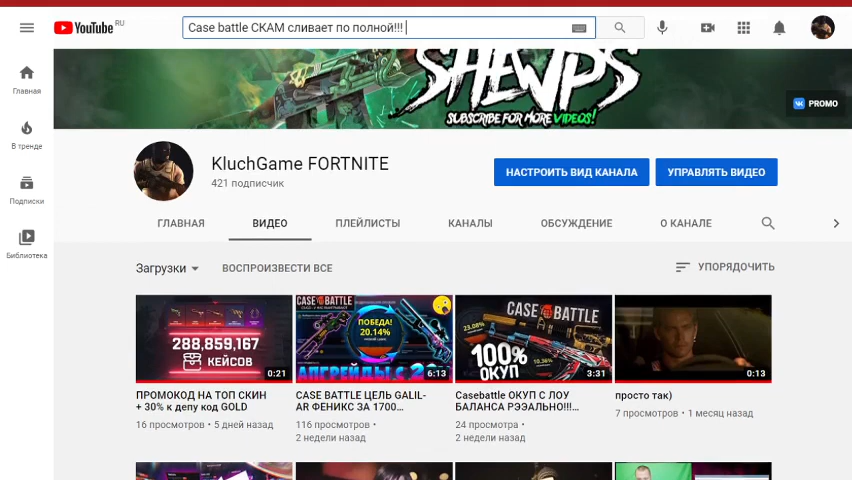 YouTube RU
Case battle СКАМ сливает по полной!!!
SHEWPS
SUBSCRIBE FOR MORE VIDEOS!
PROMO
Главная
В тренде
Подписки
Библиотека
KluchGame FORTNITE
421 подписчик
НАСТРОИТЬ ВИД КАНАЛА
УПРАВЛЯТЬ ВИДЕО
ГЛАВНАЯ ВИДЕО ПЛЕЙЛИСТЫ КАНАЛЫ ОБСУЖДЕНИЕ О КАНАЛЕ
Загрузки ВОСПРОИЗВЕСТИ ВСЕ УПОРЯДОЧИТЬ
288,859,167
КЕЙСОВ
0:21
ПРОМОКОД НА ТОП СКИН
+ 30% к депу код GOLD
16 просмотров • 5 дней назад
CASE BATTLE
ПОБЕДА!
20.14%
6:13
CASE BATTLE ЦЕЛЬ GALIL-
AR ФЕНИКС ЗА 1700...
116 просмотров •
2 недели назад
CASE BATTLE
23.08%
10.36%
100%
ОКУП
3:31
Casebattle ОКУП С ЛОУ
БАЛАНСА РЭЭАЛЬНО!!!...
24 просмотра •
2 недели назад
0:13
просто так)
7 просмотров • 1 месяц назад